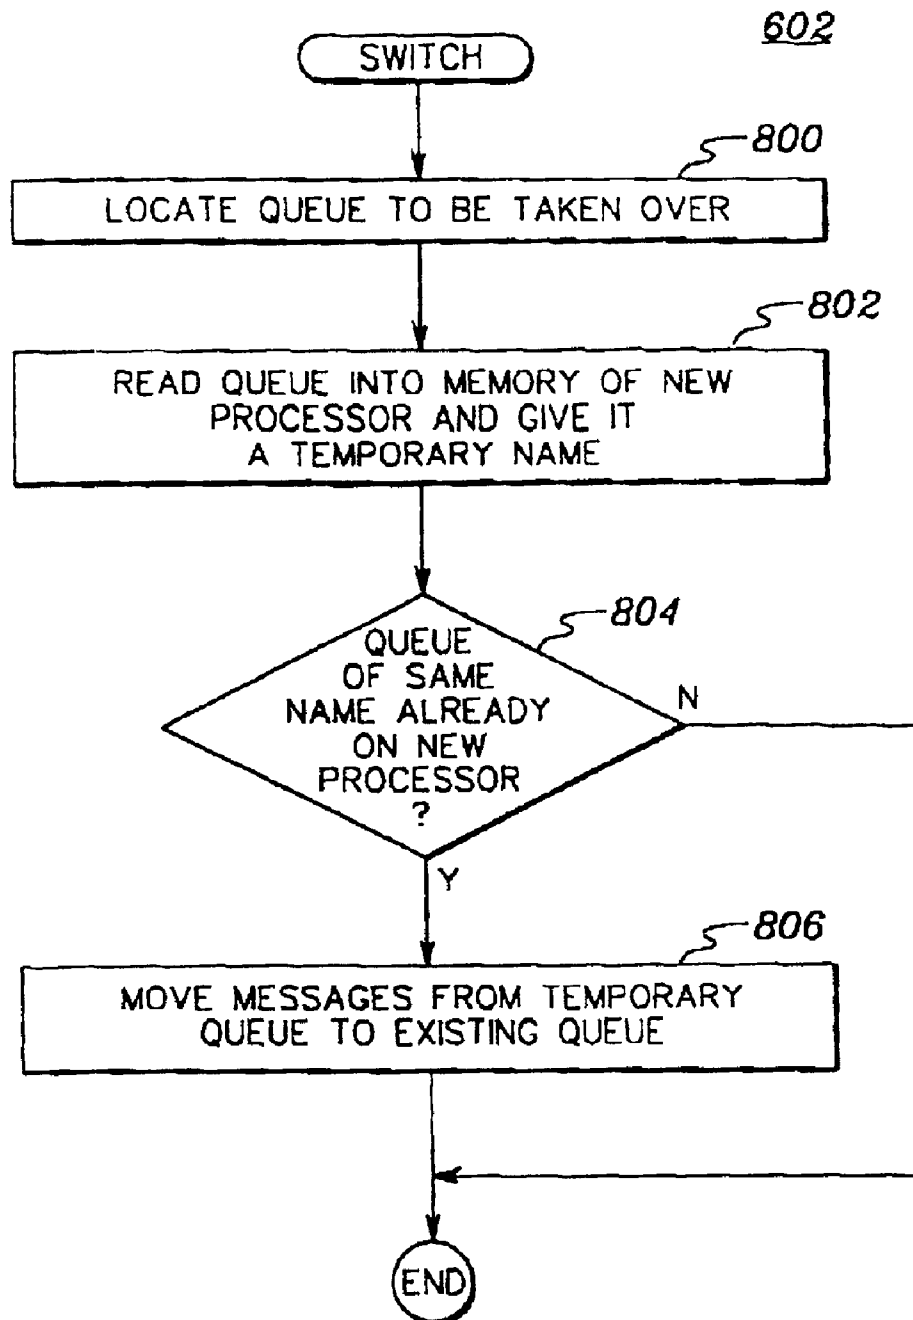 602
SWITCH
800
LOCATE QUEUE TO BE TAKEN OVER
802
READ QUEUE INTO MEMORY OF NEW
PROCESSOR AND GIVE IT
A TEMPORARY NAME
804
QUEUE
OF SAME
NAME ALREADY
ON NEW
PROCESSOR
?
N
Y
806
MOVE MESSAGES FROM TEMPORARY
QUEUE TO EXISTING QUEUE
END